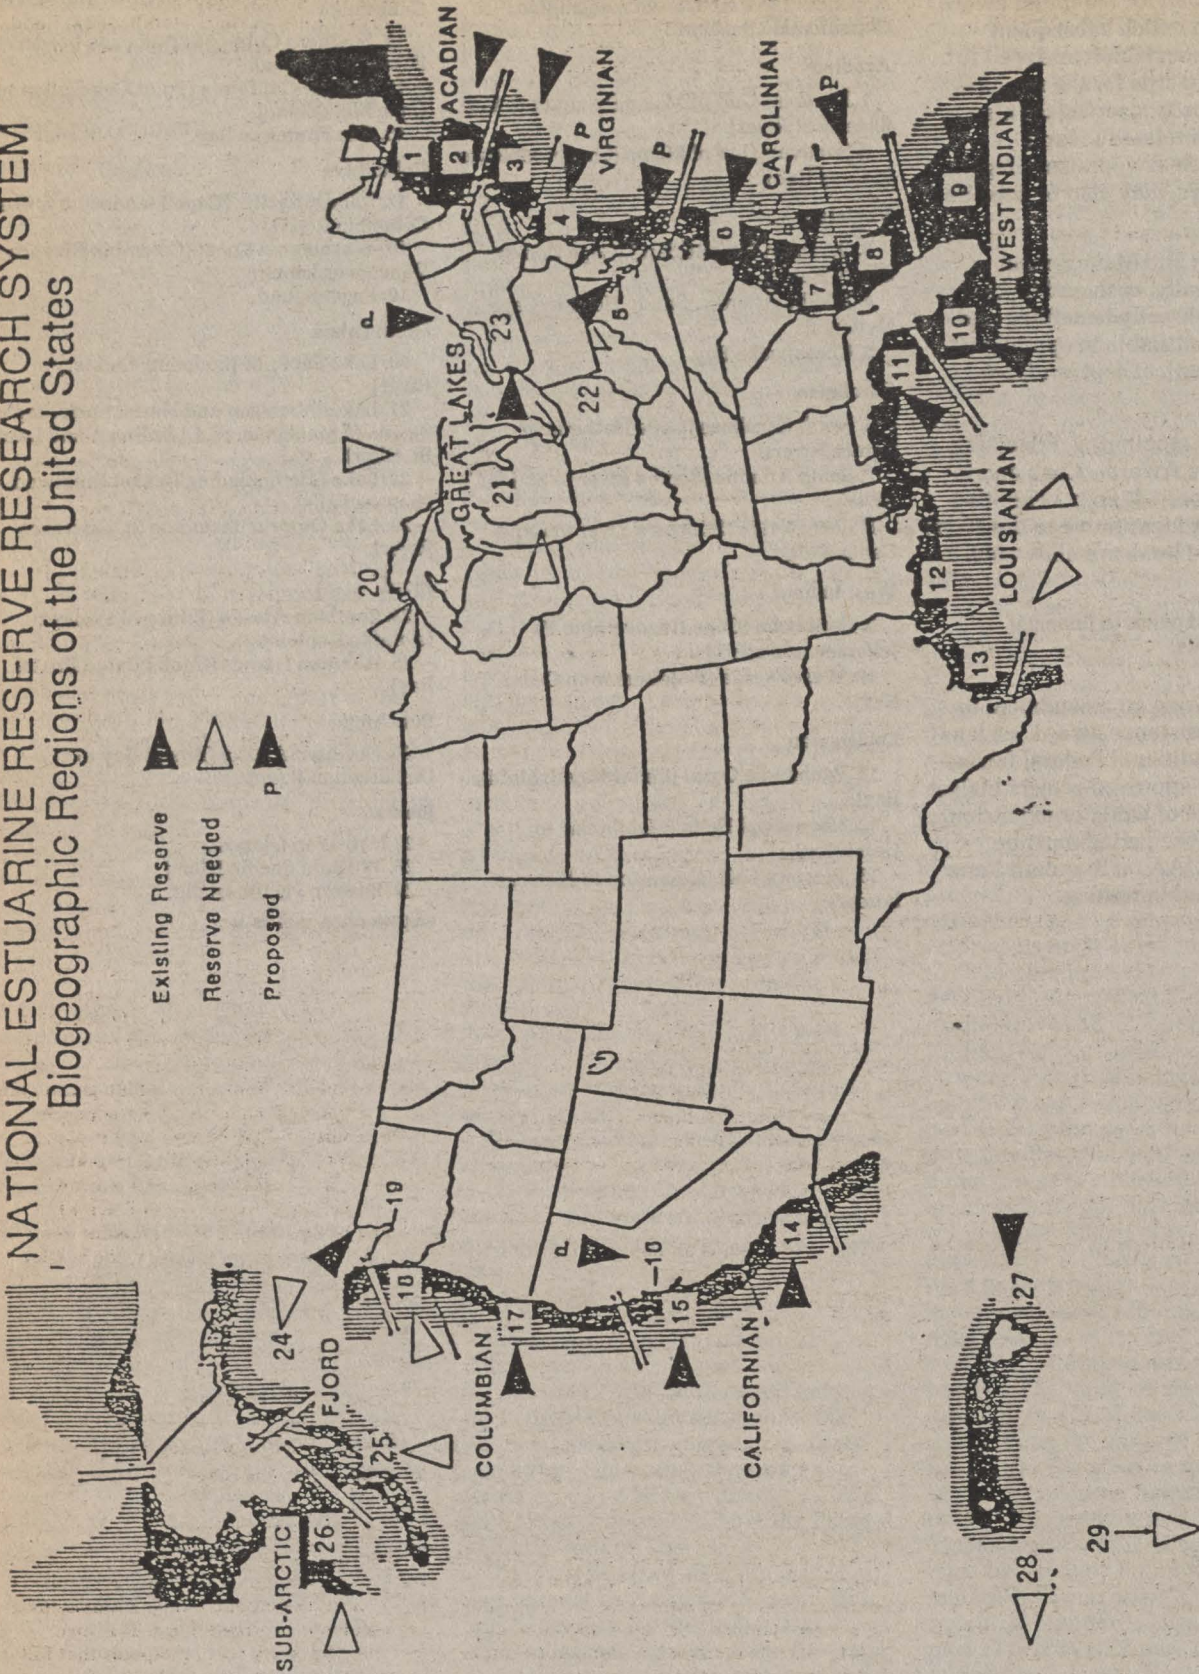 NATIONAL ESTUARINE RESERVE RESEARCH SYSTEM
Biogeographic Regions of the United States
Existing Reserve
Reserve Needed
Proposed
P
SUB-ARCTIC
26
25
FJORD
24
COLUMBIAN
18
19
17
16
15
CALIFORNIAN
14
P
20
GREAT LAKES
21
22
23
P
ACADIAN
1
2
3
VIRGINIAN
4
P
5
P
CAROLINIAN
6
7
P
8
9
WEST INDIAN
10
11
LOUISIANIAN
12
13
27
28
29